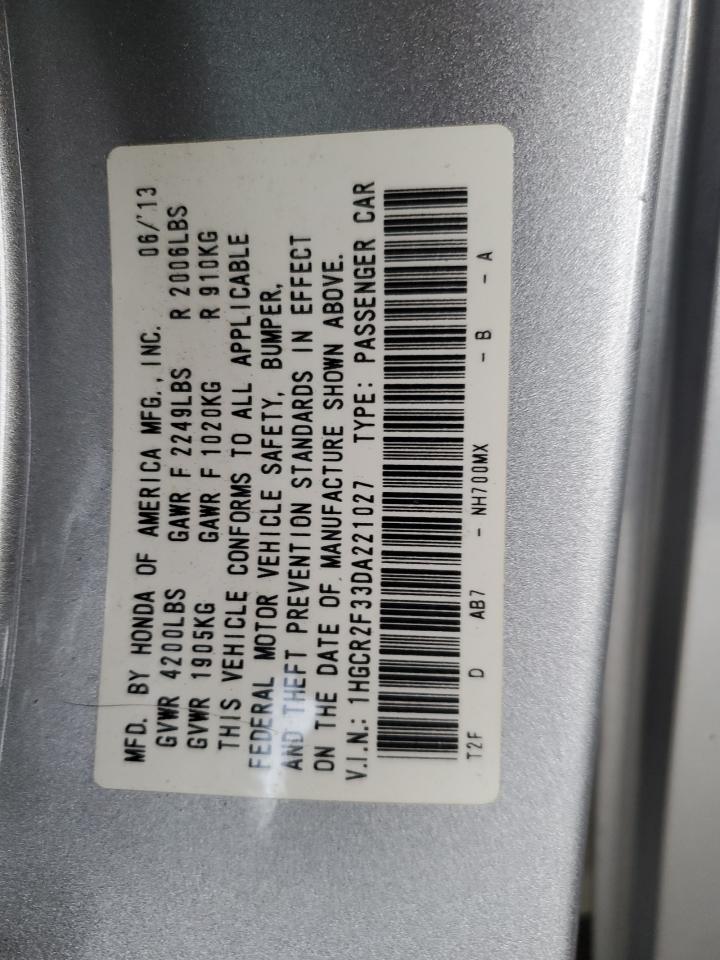 MFD. BY HONDA OF AMERICA MFG., INC. 06/'13
GVWR 4200LBS GAWR F 2249LBS R 2006LBS
GVWR 1905KG GAWR F 1020KG R 910KG
THIS VEHICLE CONFORMS TO ALL APPLICABLE
FEDERAL MOTOR VEHICLE SAFETY, BUMPER,
AND THEFT PREVENTION STANDARDS IN EFFECT
ON THE DATE OF MANUFACTURE SHOWN ABOVE.
V.I.N.: 1HGCR2F33DA221027 TYPE: PASSENGER CAR
T2F D AB7 - NH700MX - B - A